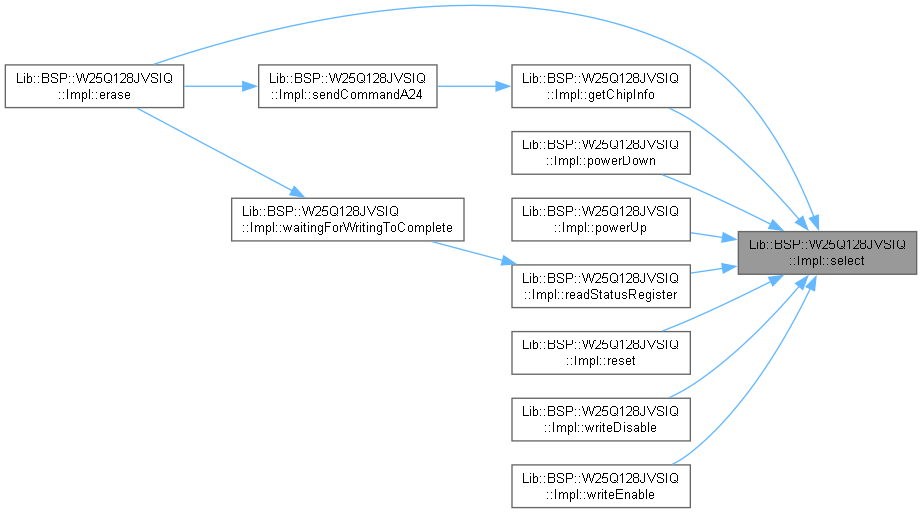 Lib::BSP::W25Q128JVSIQ
::Impl::erase
Lib::BSP::W25Q128JVSIQ
::Impl::sendCommandA24
Lib::BSP::W25Q128JVSIQ
::Impl::getChipInfo
Lib::BSP::W25Q128JVSIQ
::Impl::powerDown
Lib::BSP::W25Q128JVSIQ
::Impl::waitingForWritingToComplete
Lib::BSP::W25Q128JVSIQ
::Impl::powerUp
Lib::BSP::W25Q128JVSIQ
::Impl::select
Lib::BSP::W25Q128JVSIQ
::Impl::readStatusRegister
Lib::BSP::W25Q128JVSIQ
::Impl::reset
Lib::BSP::W25Q128JVSIQ
::Impl::writeDisable
Lib::BSP::W25Q128JVSIQ
::Impl::writeEnable